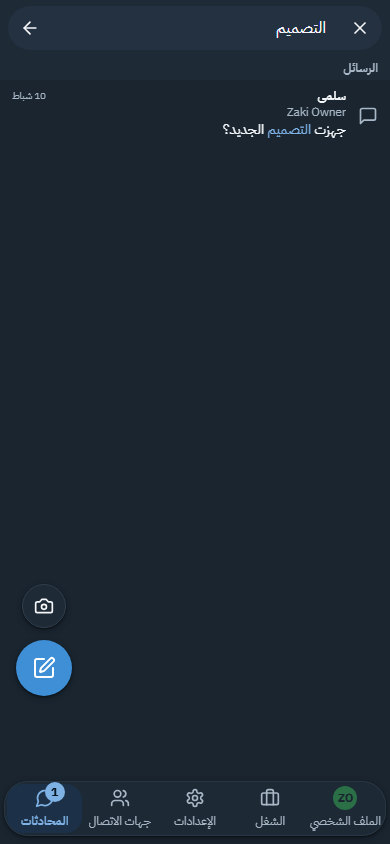 التصميم
الرسائل
سلمى
10 شباط
Zaki Owner
جهزت التصميم الجديد؟
ZO
الملف الشخصي
الشغل
الإعدادات
جهات الاتصال
1
المحادثات